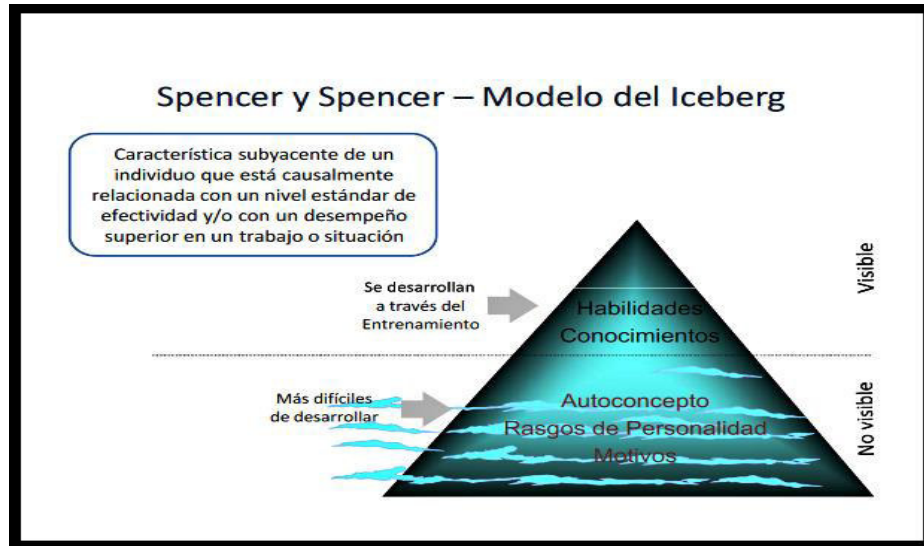 Spencer y Spencer – Modelo del Iceberg
Característica subyacente de un
individuo que está causalmente
relacionada con un nivel estándar de
efectividad y/o con un desempeño
superior en un trabajo o situación
Se desarrollan
a través del
Entrenamiento
Habilidades
Conocimientos
Visible
Más difíciles
de desarrollar
Autoconcepto
Rasgos de Personalidad
Motivos
No visible